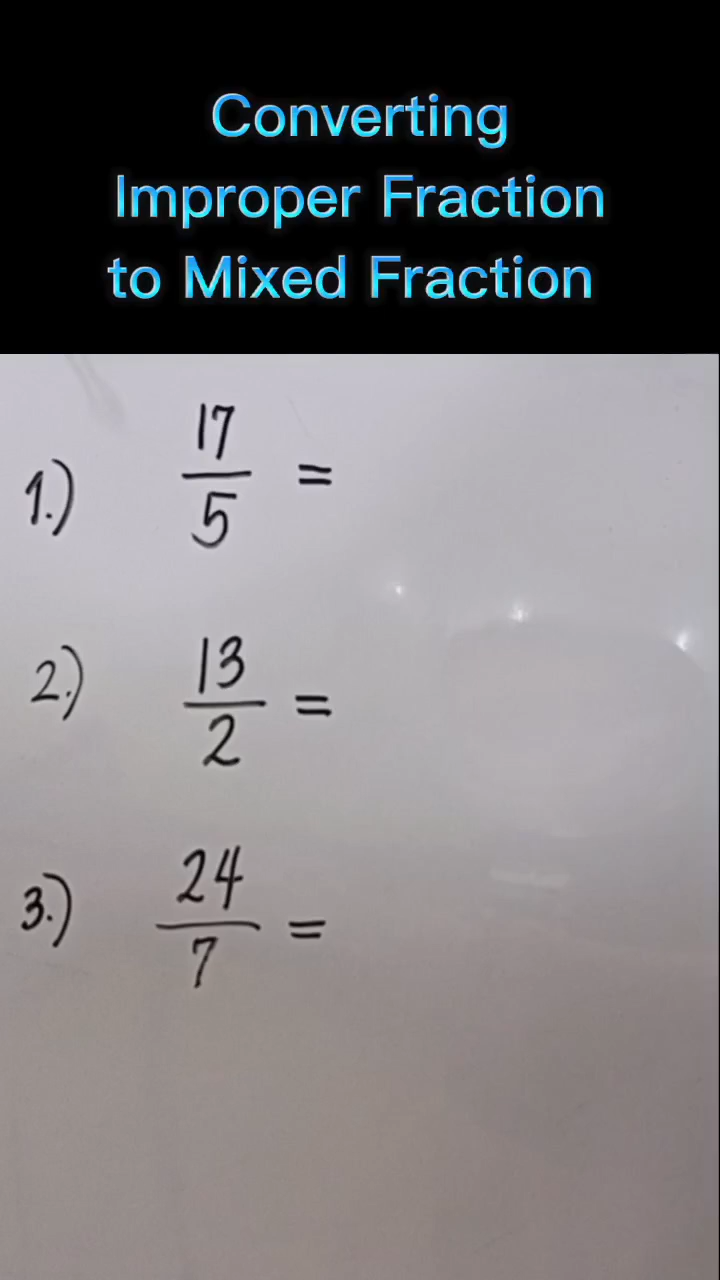 Converting
Improper Fraction
to Mixed Fraction
1.) 17/5 =
2.) 13/2 =
3.) 24/7 =